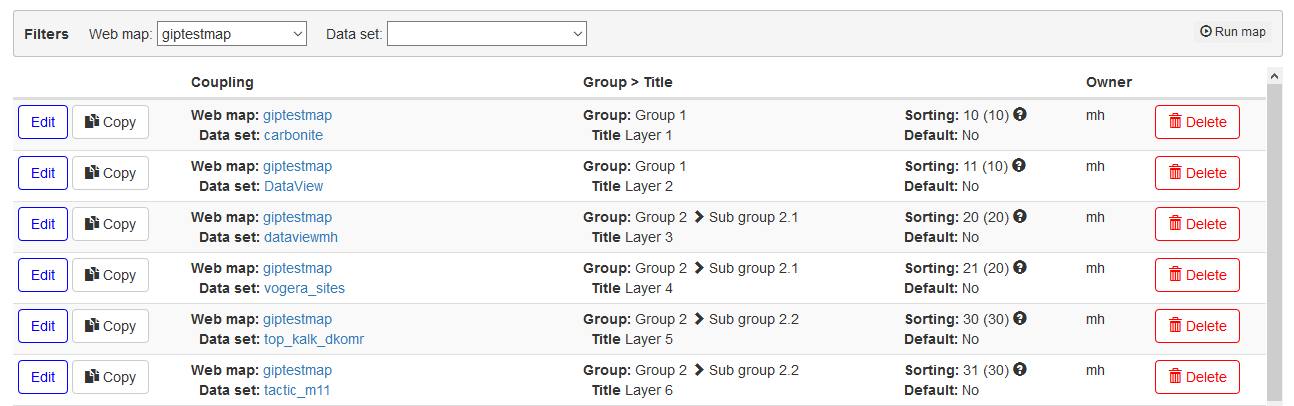 Filters Web map: giptestmap Data set: Run map
Coupling Group > Title Owner
Edit Copy Web map: giptestmap Group: Group 1 Sorting: 10 (10) mh Delete
Data set: carbonite Title Layer 1 Default: No
Edit Copy Web map: giptestmap Group: Group 1 Sorting: 11 (10) mh Delete
Data set: DataView Title Layer 2 Default: No
Edit Copy Web map: giptestmap Group: Group 2 Sub group 2.1 Sorting: 20 (20) mh Delete
Data set: dataviewmh Title Layer 3 Default: No
Edit Copy Web map: giptestmap Group: Group 2 Sub group 2.1 Sorting: 21 (20) mh Delete
Data set: vogera_sites Title Layer 4 Default: No
Edit Copy Web map: giptestmap Group: Group 2 Sub group 2.2 Sorting: 30 (30) mh Delete
Data set: top_kalk_dkomr Title Layer 5 Default: No
Edit Copy Web map: giptestmap Group: Group 2 Sub group 2.2 Sorting: 31 (30) mh Delete
Data set: tactic_m11 Title Layer 6 Default: No